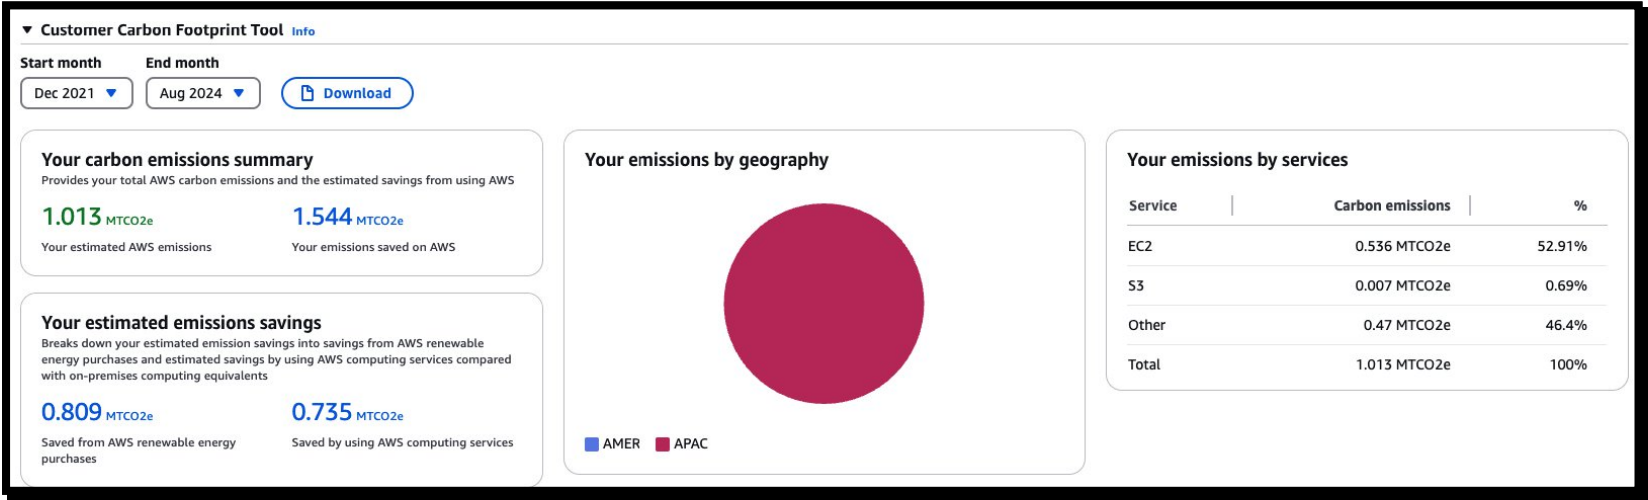 Customer Carbon Footprint Tool Info
Start month End month
Dec 2021 Aug 2024 Download
Your carbon emissions summary
Provides your total AWS carbon emissions and the estimated savings from using AWS
1.013 MTCO2e 1.544 MTCO2e
Your estimated AWS emissions Your emissions saved on AWS
Your estimated emissions savings
Breaks down your estimated emission savings into savings from AWS renewable
energy purchases and estimated savings by using AWS computing services compared
with on-premises computing equivalents
0.809 MTCO2e 0.735 MTCO2e
Saved from AWS renewable energy Saved by using AWS computing services
purchases
Your emissions by geography
AMER APAC
Your emissions by services
Service Carbon emissions %
EC2 0.536 MTCO2e 52.91%
S3 0.007 MTCO2e 0.69%
Other 0.47 MTCO2e 46.4%
Total 1.013 MTCO2e 100%